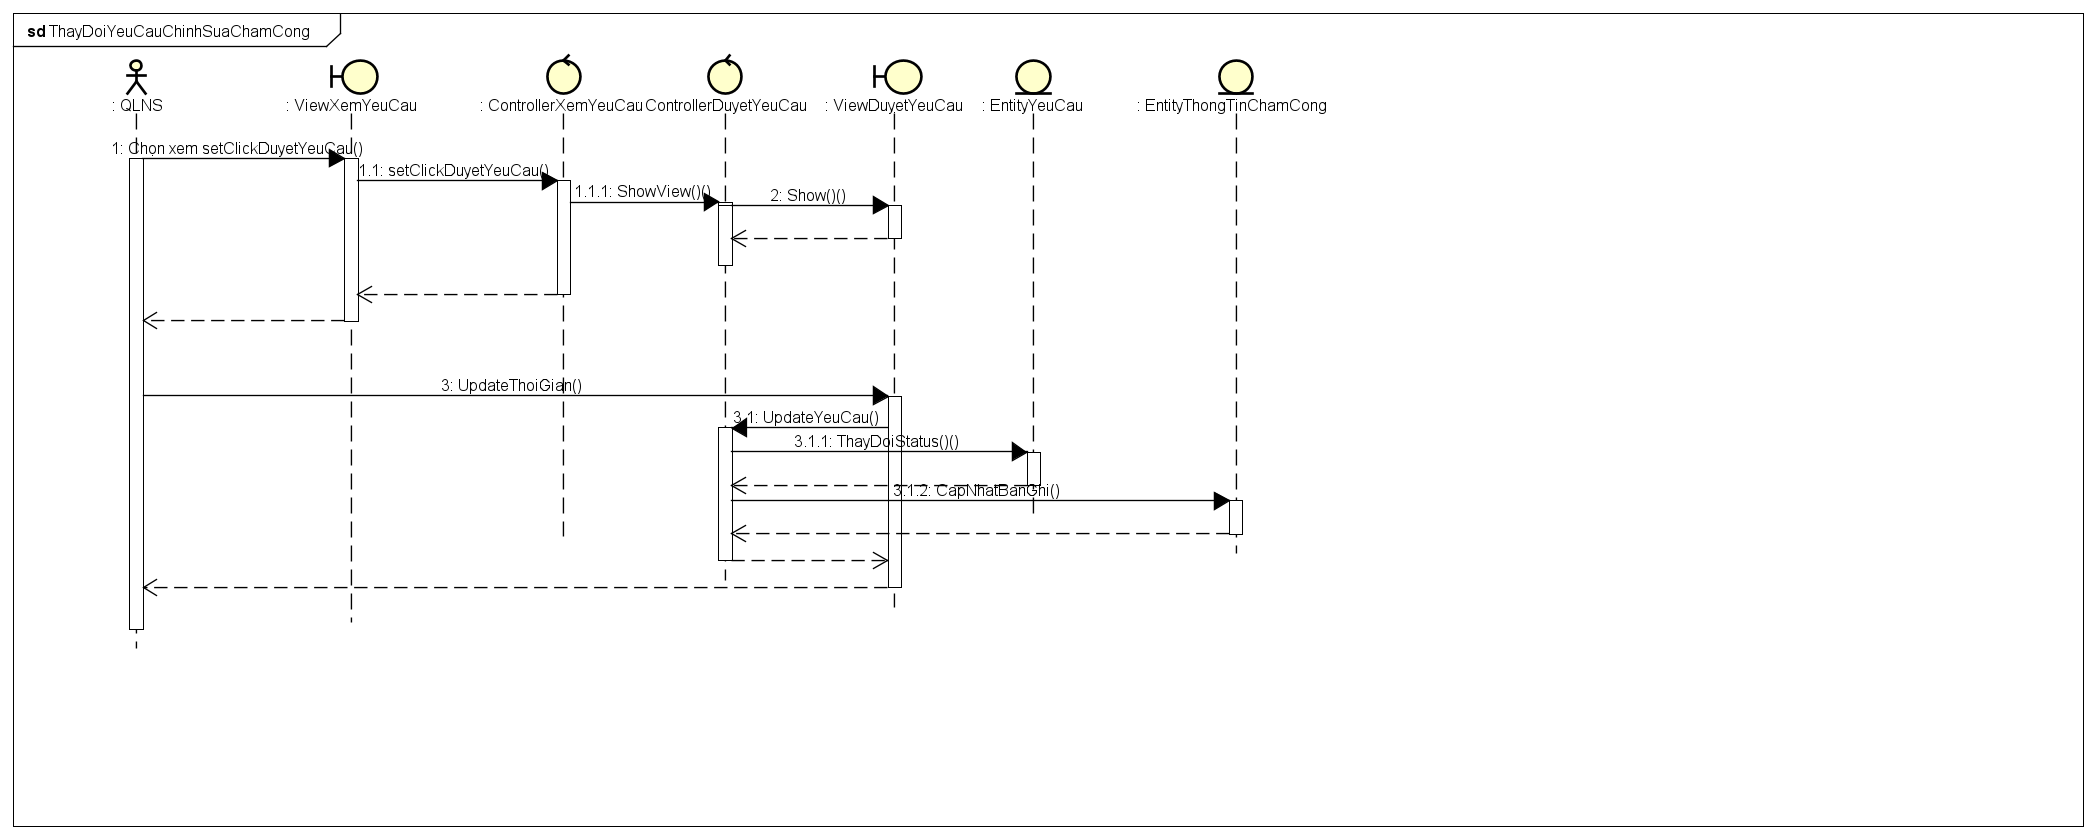 sd ThayDoiYeuCauChinhSuaChamCong
: QLNS
: ViewXemYeuCau
: ControllerXemYeuCau
ControllerDuyetYeuCau
: ViewDuyetYeuCau
: EntityYeuCau
: EntityThongTinChamCong
1: Chọn xem setClickDuyetYeuCau()
1.1: setClickDuyetYeuCau()
1.1.1: ShowView()()
2: Show()()
3: UpdateThoiGian()
3.1: UpdateYeuCau()
3.1.1: ThayDoiStatus()()
3.1.2: CapNhatBanGhi()